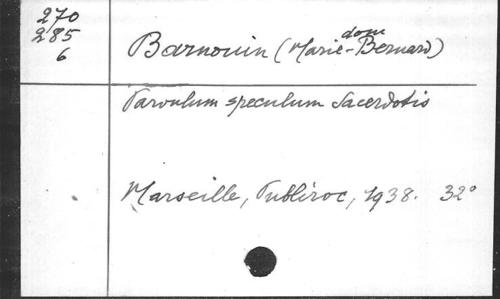 270
285
6
dom
Barnouin (Marie-Bernard)
Parvulum speculum Sacerdotis
Marseille, Publiroc, 1938. 32°